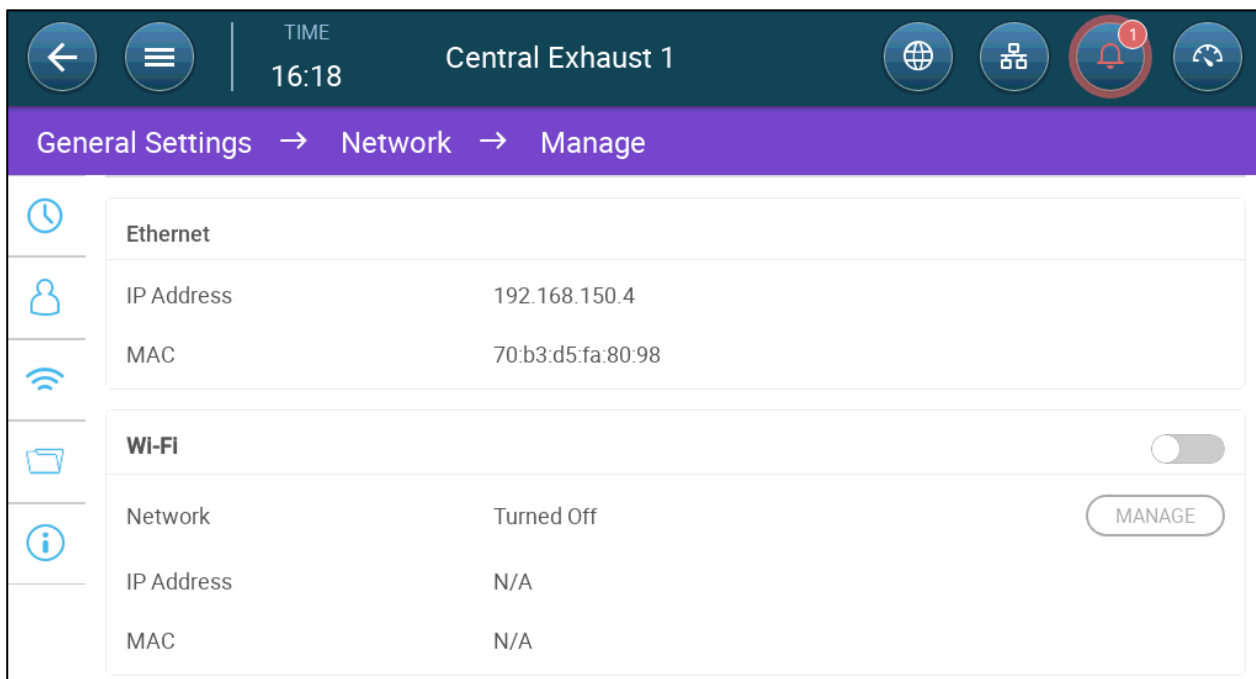 TIME
16:18
Central Exhaust 1
1
General Settings → Network → Manage
Ethernet
IP Address 192.168.150.4
MAC 70:b3:d5:fa:80:98
Wi-Fi
Network Turned Off MANAGE
IP Address N/A
MAC N/A